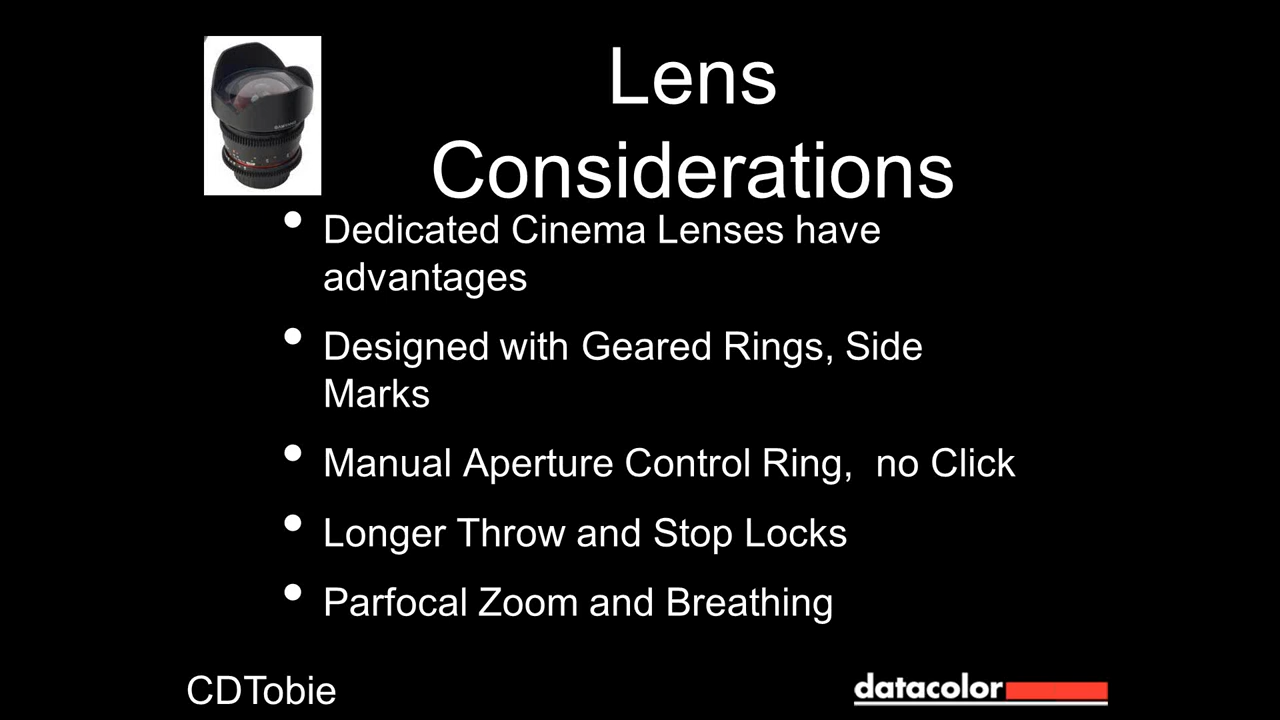 Lens
Considerations
• Dedicated Cinema Lenses have
advantages
• Designed with Geared Rings, Side
Marks
• Manual Aperture Control Ring,  no Click
• Longer Throw and Stop Locks
• Parfocal Zoom and Breathing
CDTobie
datacolor